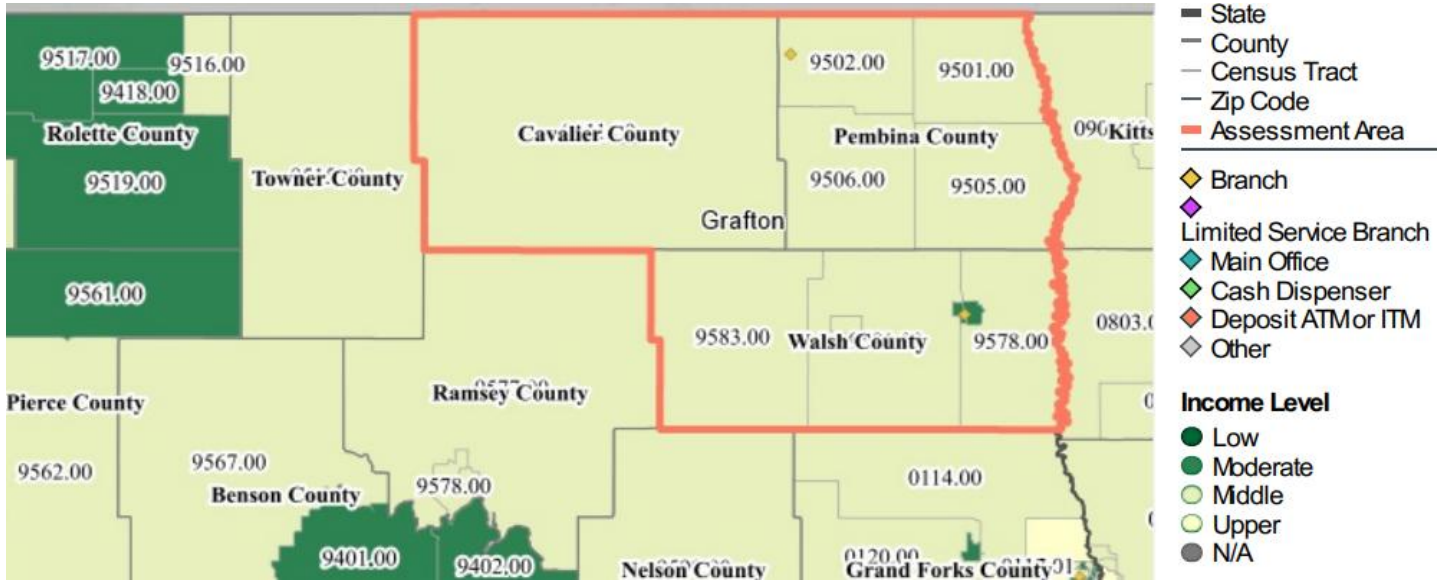 9517.00
9516.00
9418.00
Rolette County
9519.00
Towner County
9561.00
Cavalier County
9502.00
9501.00
Pembina County
9506.00
9505.00
Grafton
Kitts
9583.00
Walsh County
9578.00
Pierce County
Ramsey County
9562.00
9567.00
9578.00
Benson County
0114.00
9401.00
9402.00
Nelson County
0120.00
Grand Forks County
State
County
Census Tract
Zip Code
Assessment Area
Branch
Limited Service Branch
Main Office
Cash Dispenser
Deposit ATM or ITM
Other
Income Level
Low
Moderate
Middle
Upper
N/A